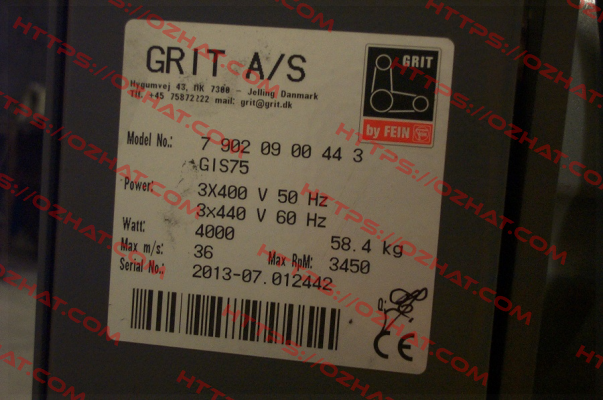 GRIT A/S
Hygumvej 43, DK 7300 - Jelling Danmark
Tlf. +45 75872222 mail: grit@grit.dk
GRIT
by FEIN
Model No.: 7 902 09 00 44 3
GIS75
Power: 3X400 V 50 Hz
3x440 V 60 Hz
Watt: 4000 58.4 kg
Max m/s: 36 Max RpM: 3450
Serial No.: 2013-07.012442
Q:
CE
HTTPS://OZHAT.COM